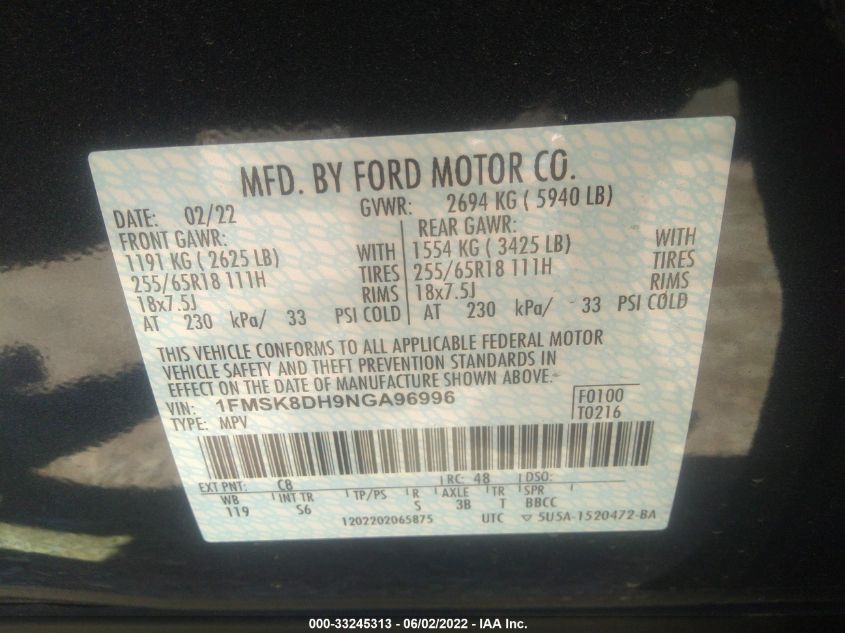 MFD. BY FORD MOTOR CO.
DATE: 02/22 GVWR: 2694 KG ( 5940 LB)
FRONT GAWR: REAR GAWR:
1191 KG ( 2625 LB) WITH 1554 KG ( 3425 LB) WITH
255/65R18 111H TIRES 255/65R18 111H TIRES
18x7.5J RIMS 18x7.5J RIMS
AT 230 kPa/ 33 PSI COLD AT 230 kPa/ 33 PSI COLD
THIS VEHICLE CONFORMS TO ALL APPLICABLE FEDERAL MOTOR
VEHICLE SAFETY AND THEFT PREVENTION STANDARDS IN
EFFECT ON THE DATE OF MANUFACTURE SHOWN ABOVE.
VIN: 1FMSK8DH9NGA96996 F0100
TYPE: MPV T0216
EXT PNT: C8 RC: 48 DSO:
WB INT TR TP/PS R AXLE TR SPR
119 S6 S 3B T BBCC
1202202065875 UTC ▽ 5U5A-1520472-BA
000-33245313 - 06/02/2022 - IAA Inc.